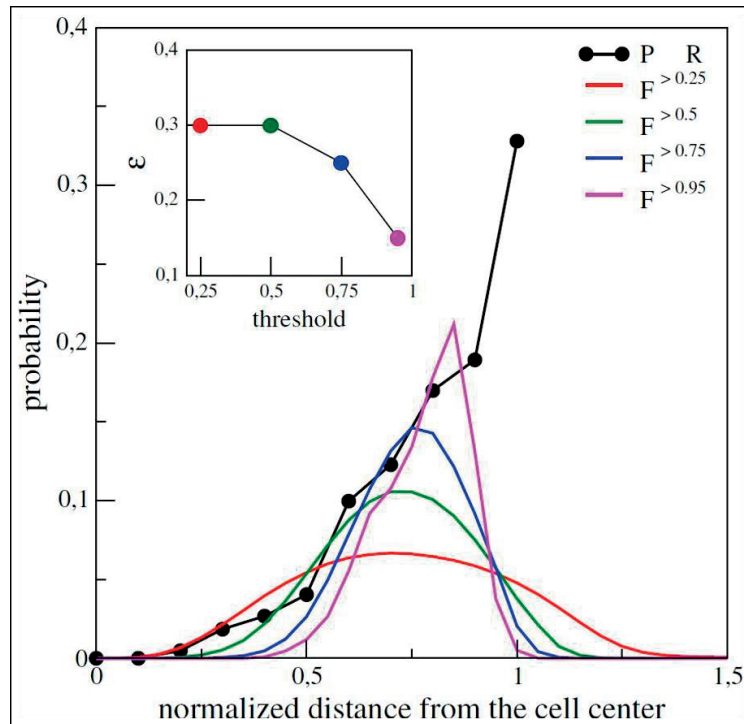 0,4
0,3
0,2
0,1
0
probability
0
0,5
1
1,5
normalized distance from the cell center
0,4
0,3
0,2
0,1
ε
0,25
0,5
0,75
1
threshold
P R
F > 0.25
F > 0.5
F > 0.75
F > 0.95